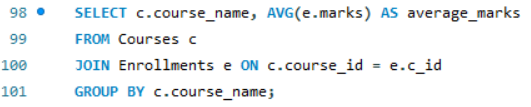 98 SELECT c.course_name, AVG(e.marks) AS average_marks
99 FROM Courses c
100 JOIN Enrollments e ON c.course_id = e.c_id
101 GROUP BY c.course_name;